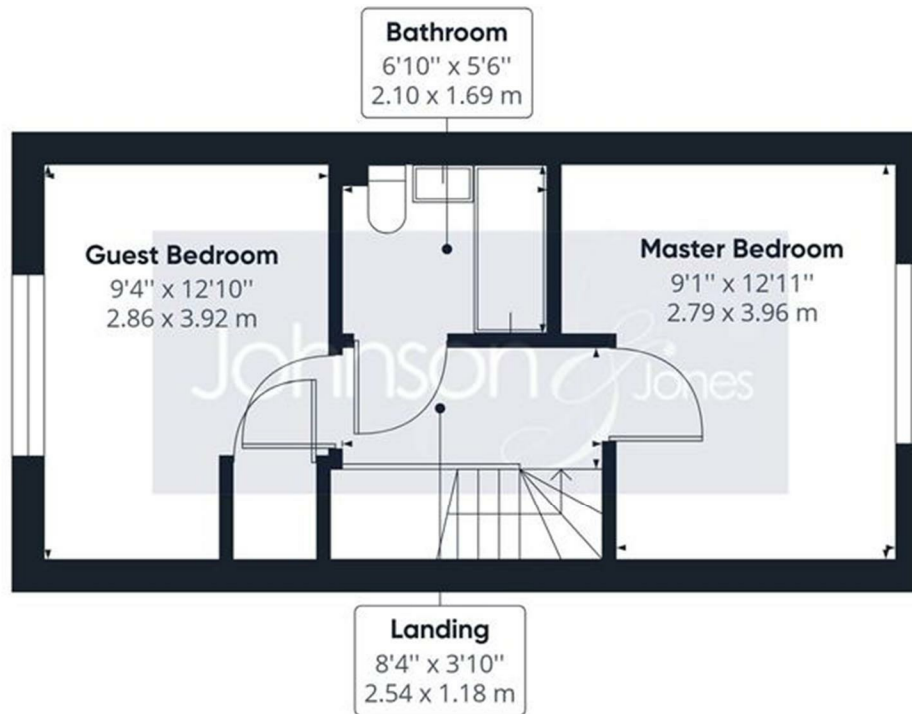 Bathroom
6'10'' x 5'6''
2.10 x 1.69 m
Guest Bedroom
9'4'' x 12'10''
2.86 x 3.92 m
Master Bedroom
9'1'' x 12'11''
2.79 x 3.96 m
Johnson & Jones
Landing
8'4'' x 3'10''
2.54 x 1.18 m